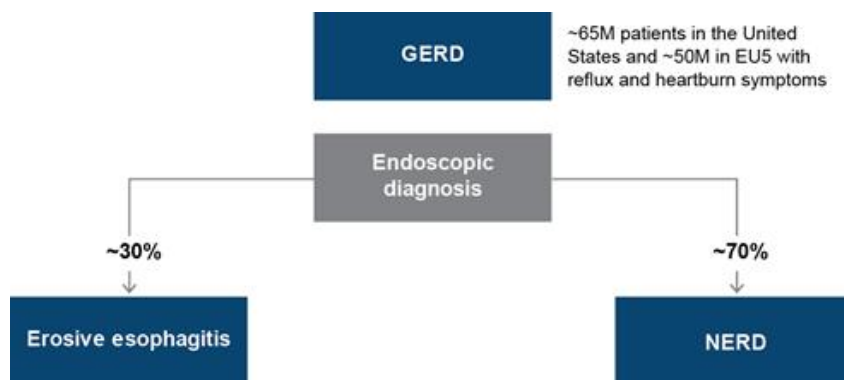 GERD
~65M patients in the United
States and ~50M in EU5 with
reflux and heartburn symptoms
Endoscopic
diagnosis
~30%
~70%
Erosive esophagitis
NERD